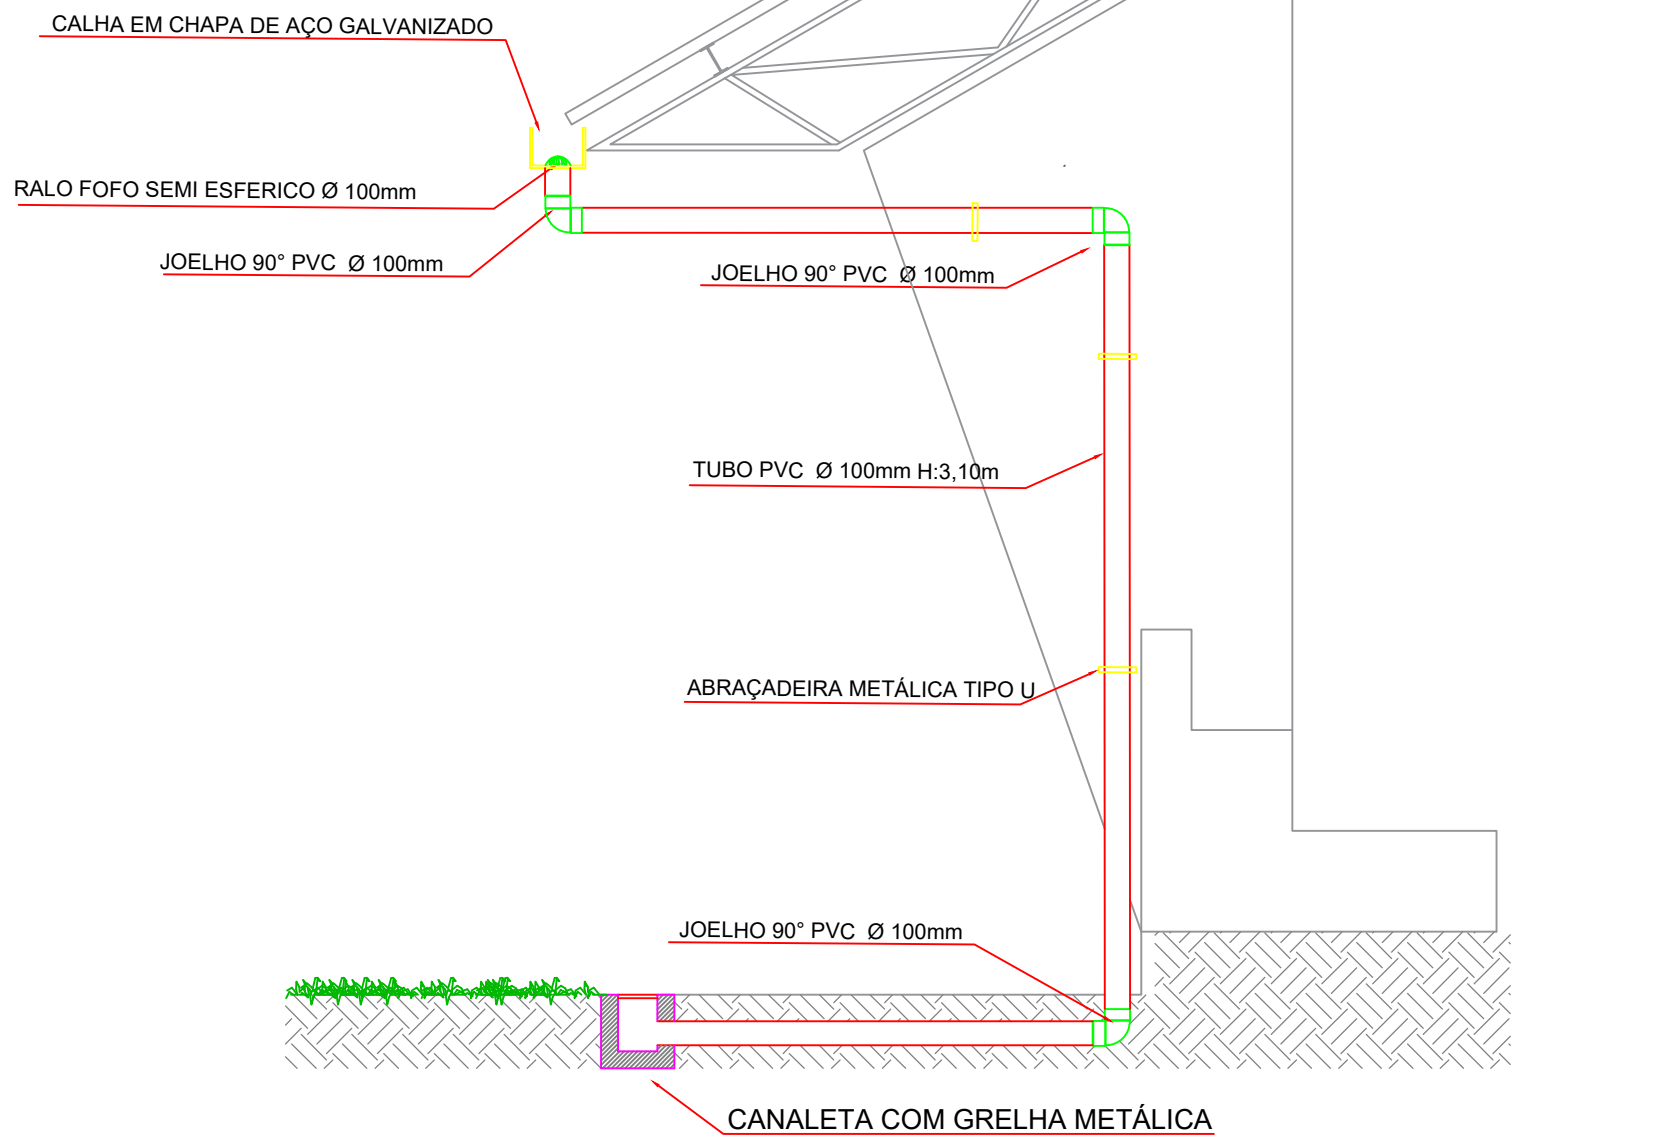 CALHA EM CHAPA DE AÇO GALVANIZADO
RALO FOFO SEMI ESFERICO Ø 100mm
JOELHO 90° PVC Ø 100mm
JOELHO 90° PVC Ø 100mm
TUBO PVC Ø 100mm H:3,10m
ABRAÇADEIRA METÁLICA TIPO U
JOELHO 90° PVC Ø 100mm
CANALETA COM GRELHA METÁLICA